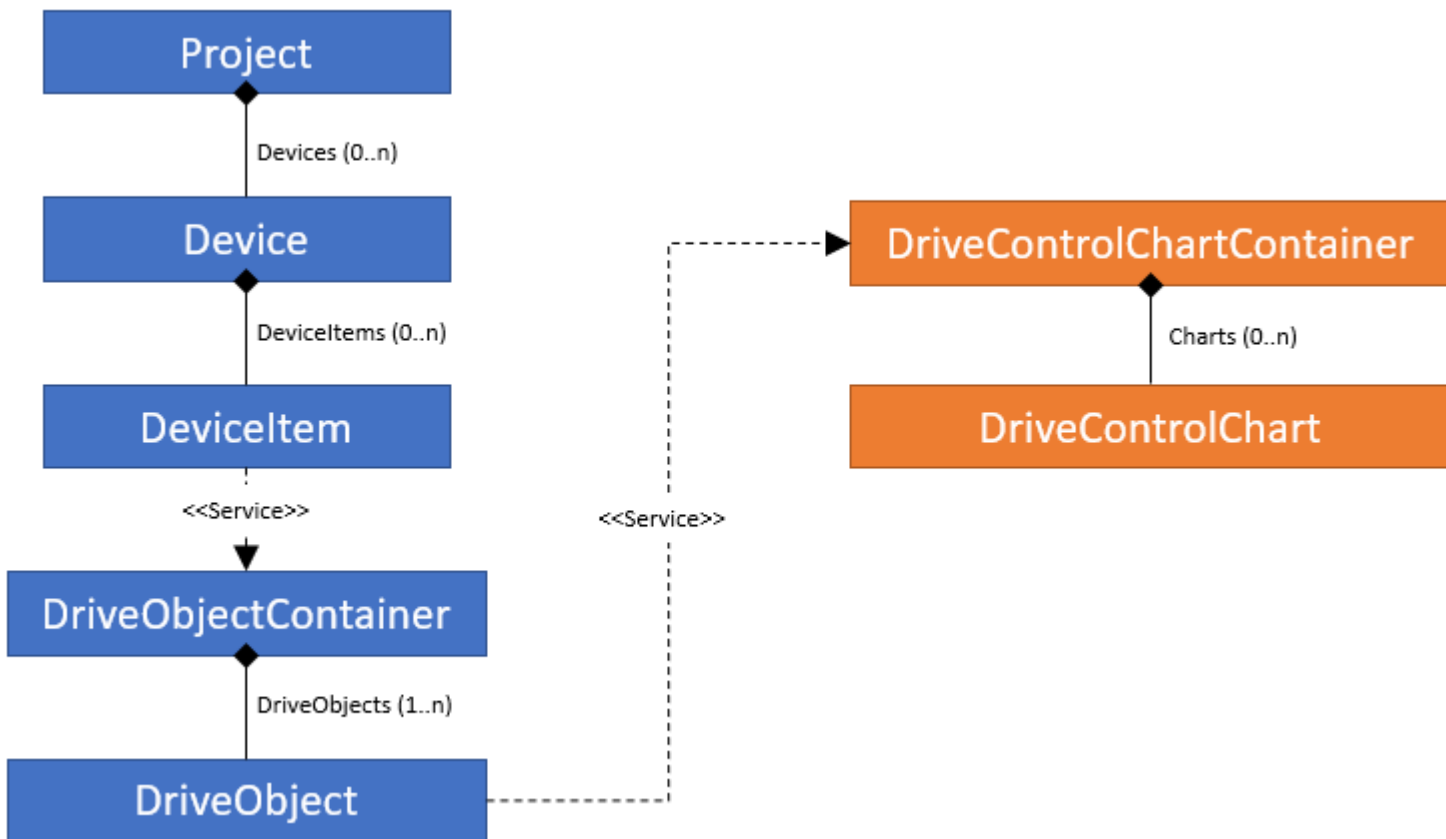 Project
Devices (0..n)
Device
DeviceItems (0..n)
DeviceItem
<<Service>>
DriveObjectContainer
DriveObjects (1..n)
DriveObject
<<Service>>
DriveControlChartContainer
Charts (0..n)
DriveControlChart